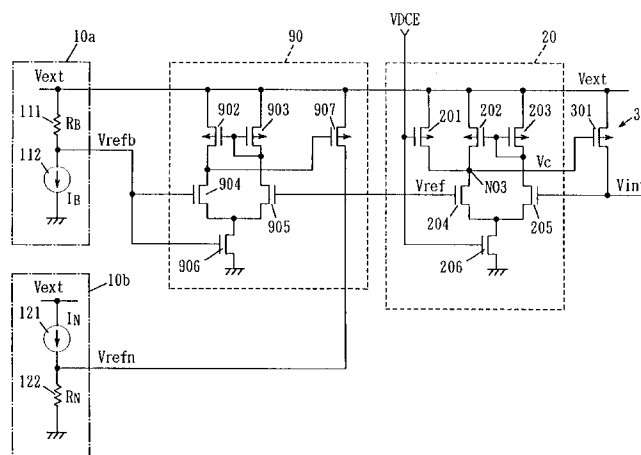 10a
90
VDCE
20
Vext
Vext
111
RB
902
903
907
201
202
203
301
3
Vrefb
112
IB
Vc
904
905
906
Vref
NO3
204
205
Vint
206
10b
Vext
121
IN
Vrefn
122
RN